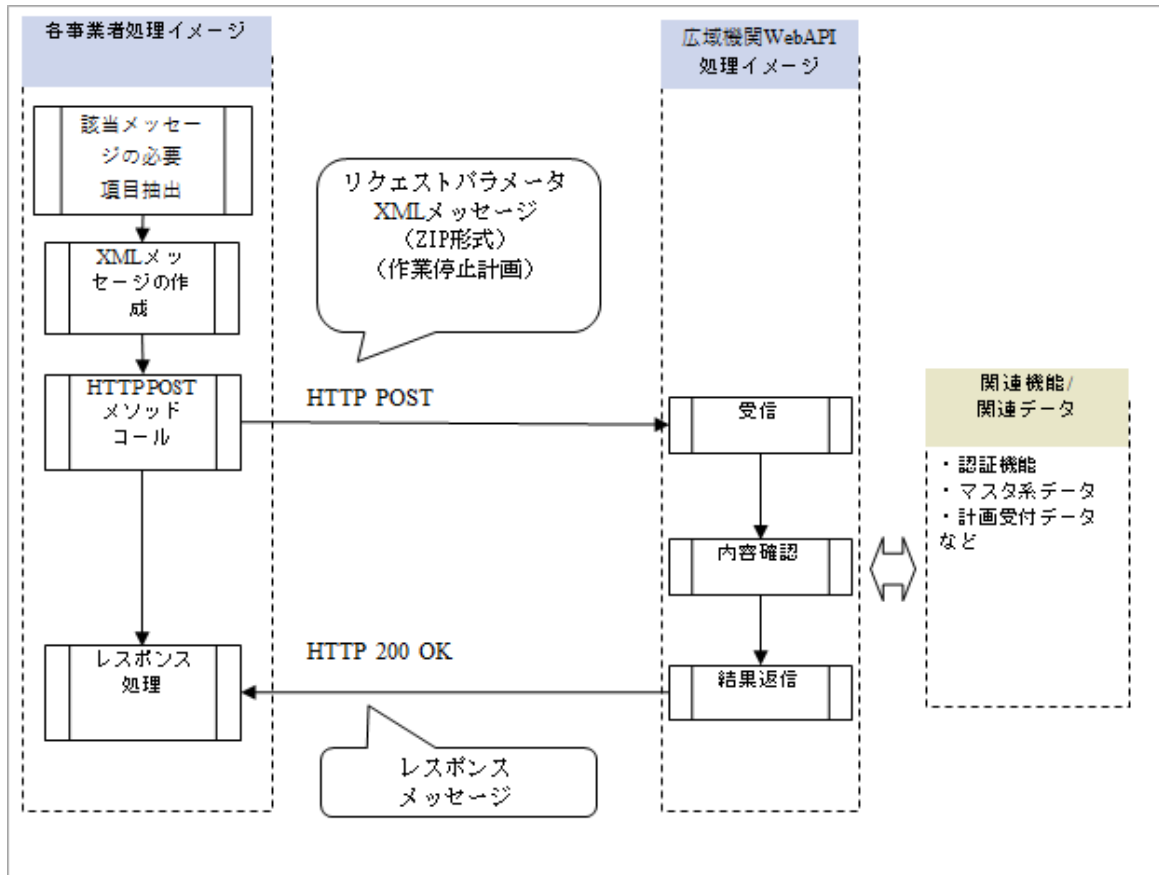 各事業者処理イメージ
該当メッセー
ジの必要
項目抽出
XMLメッ
セージの作
成
HTTP POST
メソッド
コール
レスポンス
処理
リクエストパラメータ
XMLメッセージ
（ZIP形式）
（作業停止計画）
HTTP POST
HTTP 200 OK
レスポンス
メッセージ
広域機関WebAPI
処理イメージ
受信
内容確認
結果返信
関連機能/
関連データ
・認証機能
・マスタ系データ
・計画受付データ
など